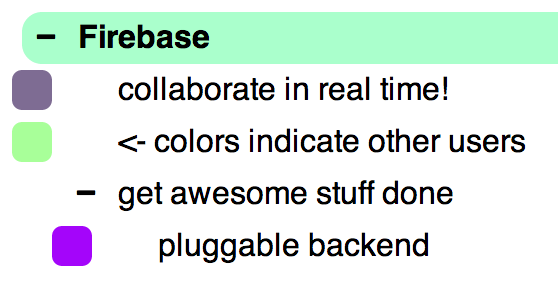 – Firebase
collaborate in real time!
<- colors indicate other users
– get awesome stuff done
pluggable backend